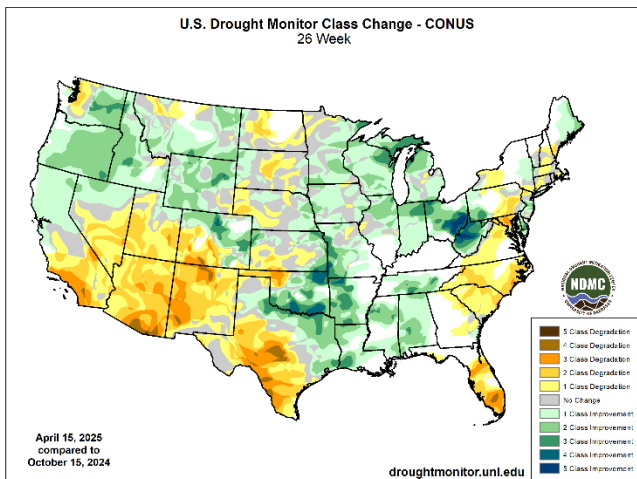 U.S. Drought Monitor Class Change - CONUS
26 Week
NDMC
5 Class Degradation
4 Class Degradation
3 Class Degradation
2 Class Degradation
1 Class Degradation
No Change
1 Class Improvement
2 Class Improvement
3 Class Improvement
4 Class Improvement
5 Class Improvement
April 15, 2025
compared to
October 15, 2024
droughtmonitor.unl.edu